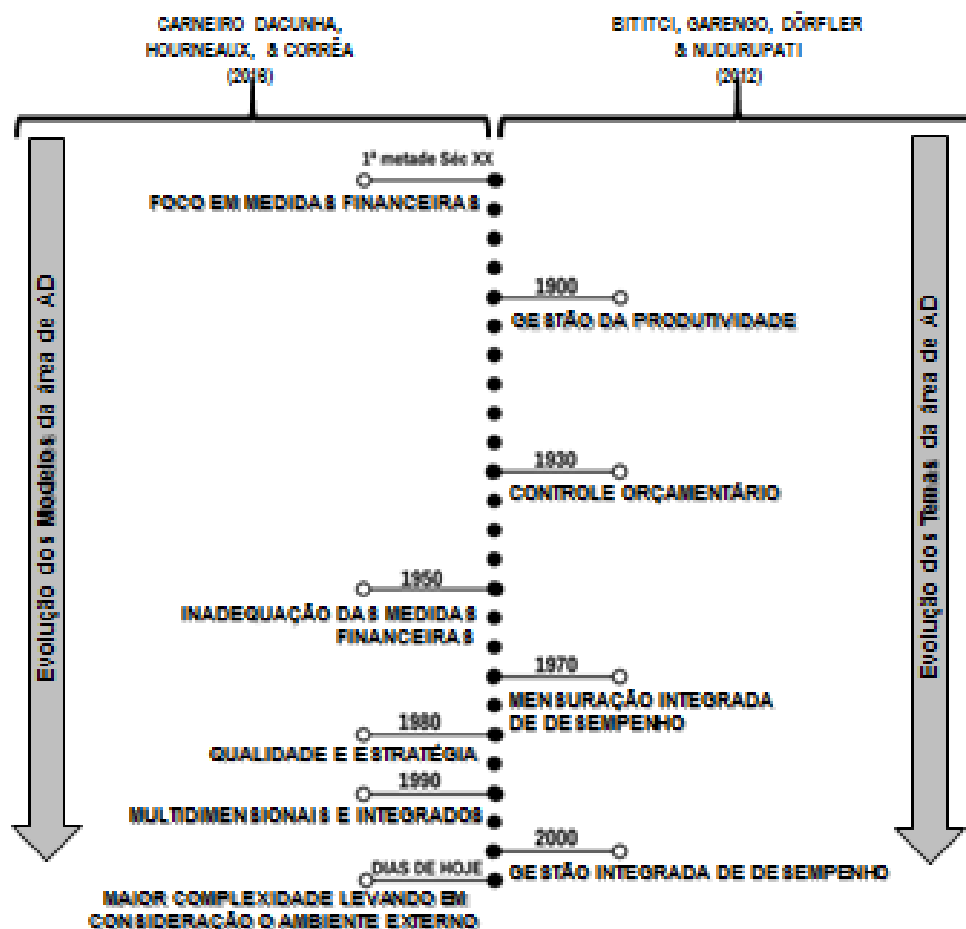 CARNEIRO DACUNHA,
HOURNEAUX, & CORRÊA
(2016)
BITITCI, GARENGO, DÖRFLER
& NUDURUPATI
(2012)
Evolução dos Modelos da área de AD
Evolução dos Temas da área de AD
1ª metade Séc XX
FOCO EM MEDIDAS FINANCEIRAS
1900
GESTÃO DA PRODUTIVIDADE
1930
CONTROLE ORÇAMENTÁRIO
1950
INADEQUAÇÃO DAS MEDIDAS
FINANCEIRAS
1970
MENSURAÇÃO INTEGRADA
DE DESEMPENHO
1980
QUALIDADE E ESTRATÉGIA
1990
MULTIDIMENSIONAIS E INTEGRADOS
2000
GESTÃO INTEGRADA DE DESEMPENHO
DIAS DE HOJE
MAIOR COMPLEXIDADE LEVANDO EM
CONSIDERAÇÃO O AMBIENTE EXTERNO